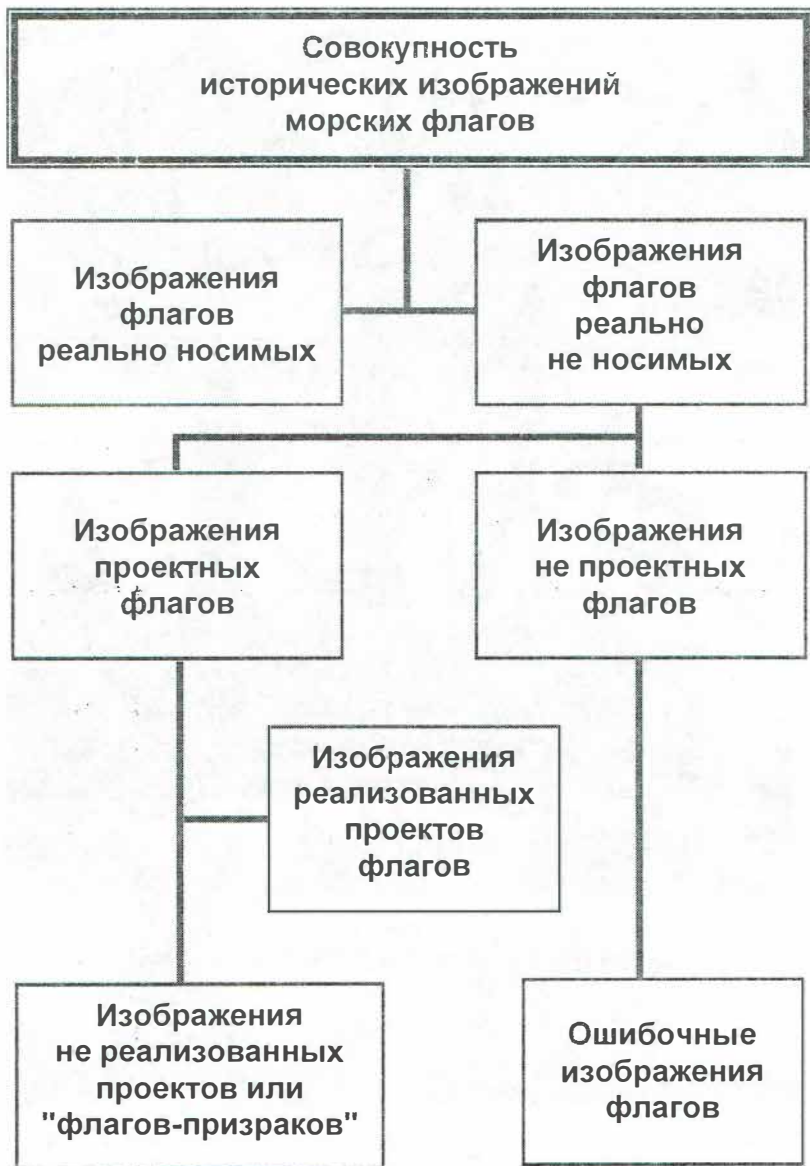 Совокупность
исторических изображений
морских флагов
Изображения
флагов
реально носимых
Изображения
флагов
реально
не носимых
Изображения
проектных
флагов
Изображения
не проектных
флагов
Изображения
реализованных
проектов
флагов
Изображения
не реализованных
проектов или
"флагов-призраков"
Ошибочные
изображения
флагов